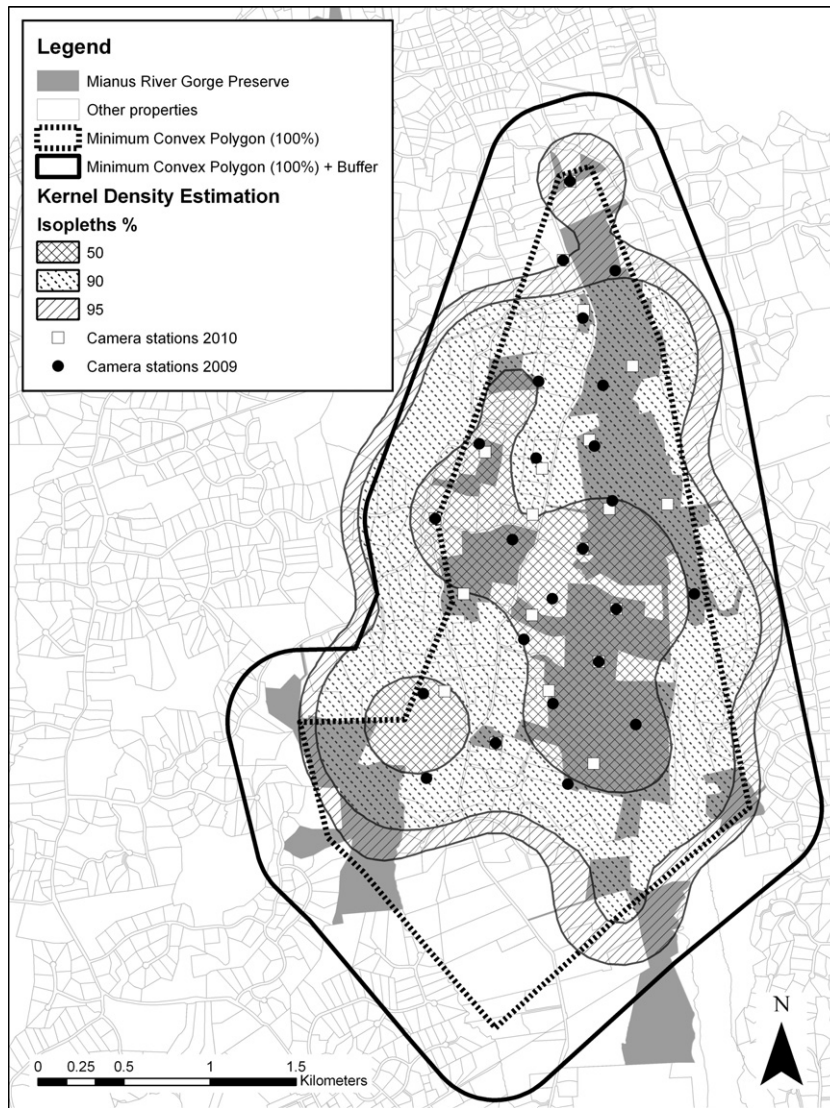 Legend
Mianus River Gorge Preserve
Other properties
Minimum Convex Polygon (100%)
Minimum Convex Polygon (100%) + Buffer
Kernel Density Estimation
Isopleths %
50
90
95
Camera stations 2010
Camera stations 2009
N
0 0.25 0.5 1 1.5
Kilometers